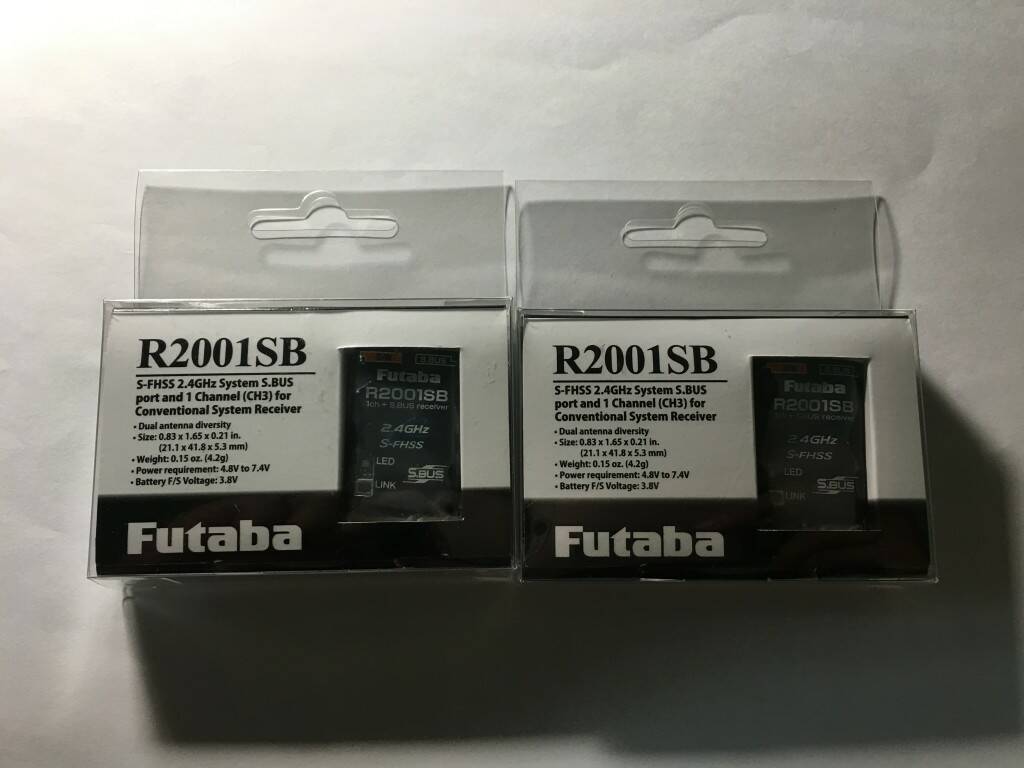 R2001SB
S-FHSS 2.4GHz System S.BUS
port and 1 Channel (CH3) for
Conventional System Receiver
• Dual antenna diversity
• Size: 0.83 x 1.65 x 0.21 in.
(21.1 x 41.8 x 5.3 mm)
• Weight: 0.15 oz. (4.2g)
• Power requirement: 4.8V to 7.4V
• Battery F/S Voltage: 3.8V
Futaba
S.BUS
Futaba
R2001SB
1ch + S.BUS receiver
2.4GHz
S-FHSS
LED
S.BUS
LINK
R2001SB
S-FHSS 2.4GHz System S.BUS
port and 1 Channel (CH3) for
Conventional System Receiver
• Dual antenna diversity
• Size: 0.83 x 1.65 x 0.21 in.
(21.1 x 41.8 x 5.3 mm)
• Weight: 0.15 oz. (4.2g)
• Power requirement: 4.8V to 7.4V
• Battery F/S Voltage: 3.8V
Futaba
Futaba
R2001SB
1ch + S.BUS receiver
2.4GHz
S-FHSS
LED
S.BUS
LINK